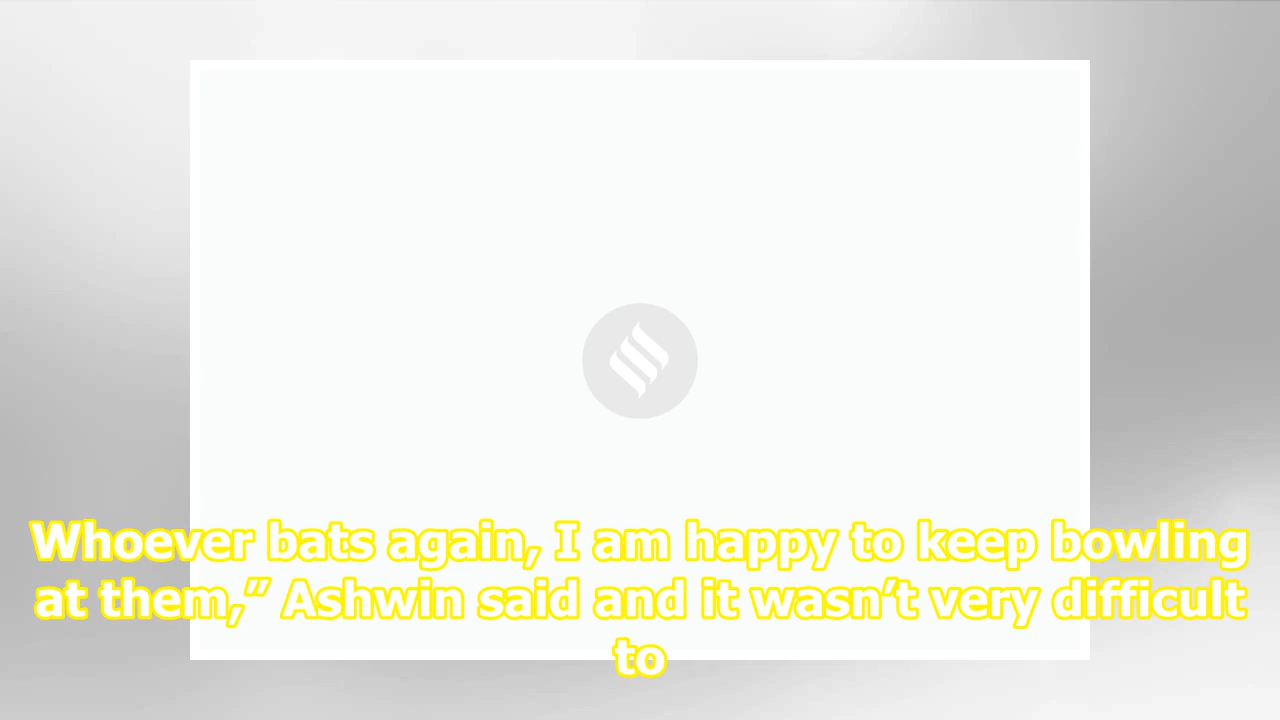 Whoever bats again, I am happy to keep bowling
at them,” Ashwin said and it wasn’t very difficult
to